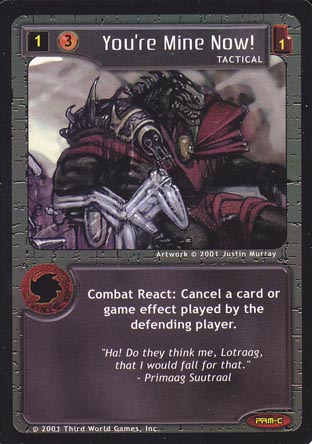 1 3 You're Mine Now! 1
TACTICAL
Artwork © 2001 Justin Murray
Combat React: Cancel a card or
game effect played by the
defending player.
"Ha! Do they think me, Lotraag,
that I would fall for that."
- Primaag Suutraal
PRM-C
© 2001 Third World Games, Inc.